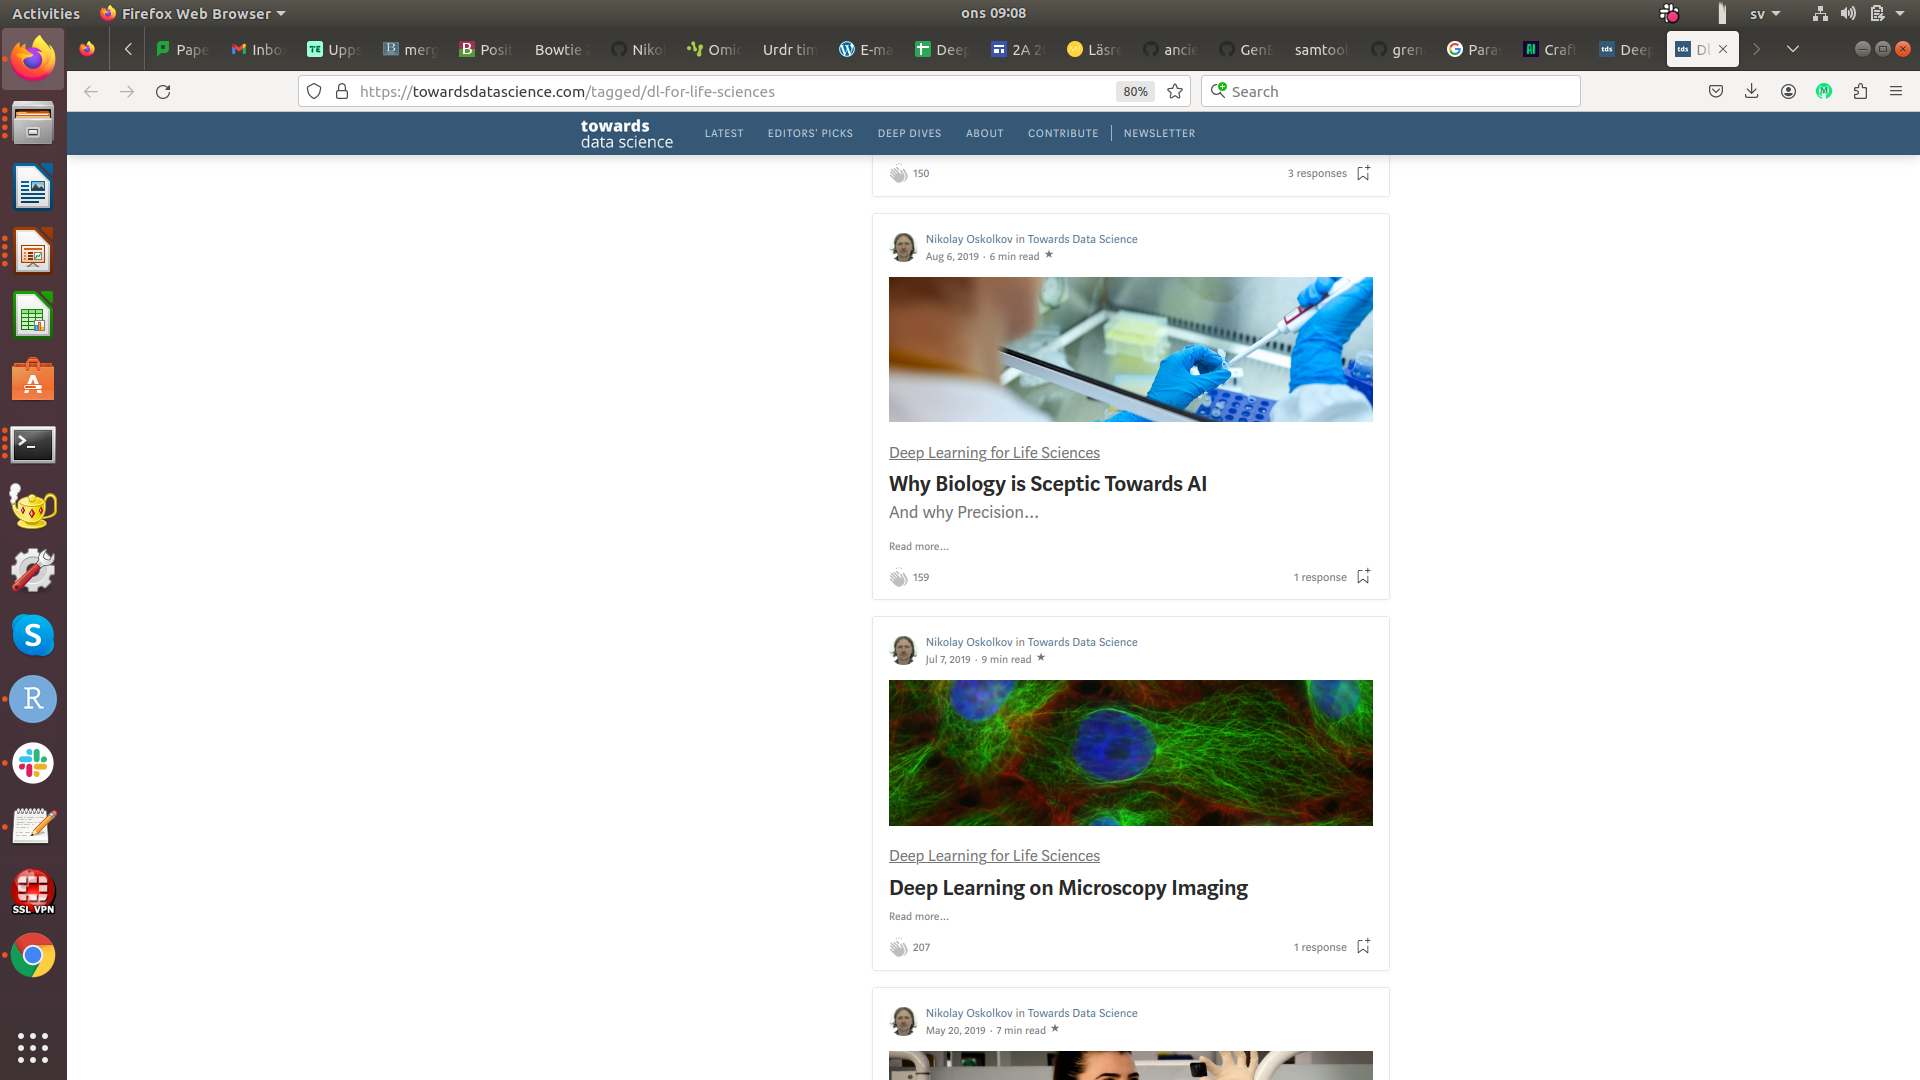 Activities
Firefox Web Browser
ons 09:08
sv
Pape
Inbo
Upps
merg
Posit
Bowtie 2
Nikol
Omic
Urdr tim
E-ma
Deep
2A 2
Läsre
ancie
GenE
samtool
gren
Para
Craft
Deep
Dl
https://towardsdatascience.com/tagged/dl-for-life-sciences
80%
Search
towards
data science
LATEST
EDITORS' PICKS
DEEP DIVES
ABOUT
CONTRIBUTE
NEWSLETTER
150
3 responses
Nikolay Oskolkov in Towards Data Science
Aug 6, 2019 · 6 min read
Deep Learning for Life Sciences
Why Biology is Sceptic Towards AI
And why Precision…
Read more…
159
1 response
Nikolay Oskolkov in Towards Data Science
Jul 7, 2019 · 9 min read
Deep Learning for Life Sciences
Deep Learning on Microscopy Imaging
Read more…
207
1 response
Nikolay Oskolkov in Towards Data Science
May 20, 2019 · 7 min read
SSL VPN